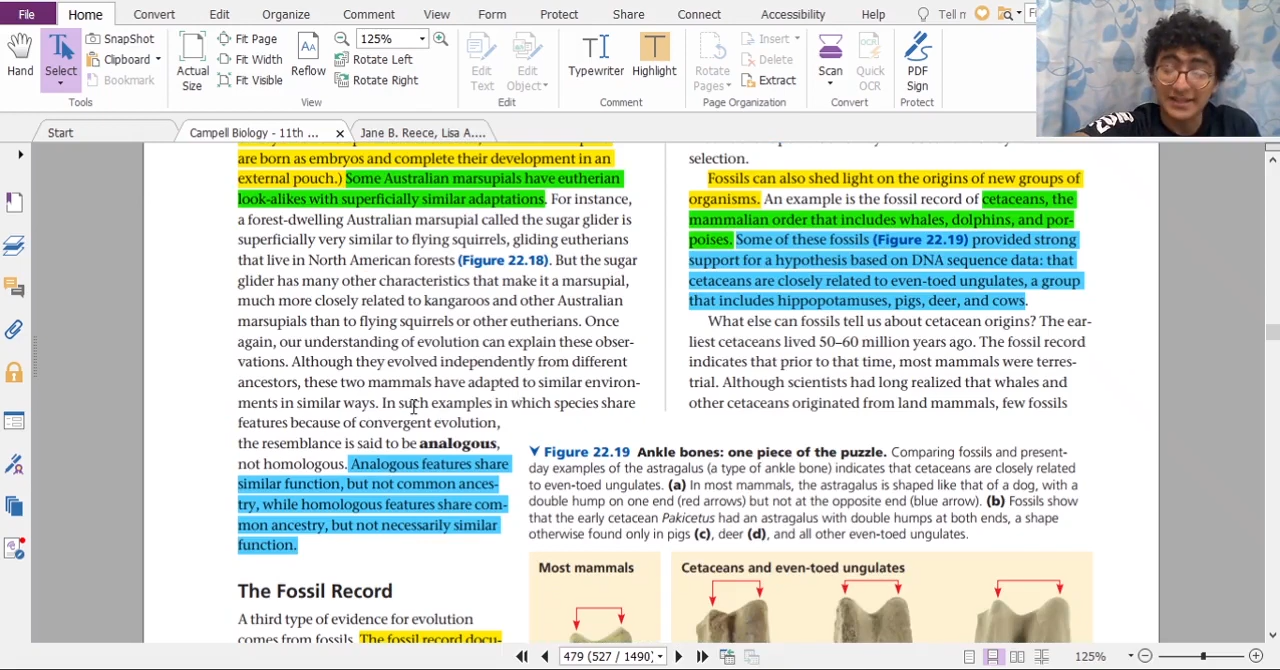 File
Home
Convert
Edit
Organize
Comment
View
Form
Protect
Share
Connect
Accessibility
Help
Tell n
Hand
Select
SnapShot
Clipboard
Bookmark
Tools
Actual
Size
Fit Page
Fit Width
Fit Visible
Reflow
125%
Rotate Left
Rotate Right
View
Edit
Text
Edit
Object
Edit
Typewriter
Highlight
Comment
Rotate
Pages
Insert
Delete
Extract
Page Organization
Scan
Quick
OCR
Convert
PDF
Sign
Protect
Start
Campell Biology - 11th ...
Jane B. Reece, Lisa A....
are born as embryos and complete their development in an
external pouch.) Some Australian marsupials have eutherian
look-alikes with superficially similar adaptations. For instance,
a forest-dwelling Australian marsupial called the sugar glider is
superficially very similar to flying squirrels, gliding eutherians
that live in North American forests (Figure 22.18). But the sugar
glider has many other characteristics that make it a marsupial,
much more closely related to kangaroos and other Australian
marsupials than to flying squirrels or other eutherians. Once
again, our understanding of evolution can explain these obser-
vations. Although they evolved independently from different
ancestors, these two mammals have adapted to similar environ-
ments in similar ways. In such examples in which species share
features because of convergent evolution,
the resemblance is said to be analogous,
not homologous. Analogous features share
similar function, but not common ances-
try, while homologous features share com-
mon ancestry, but not necessarily similar
function.
The Fossil Record
A third type of evidence for evolution
comes from fossils. The fossil record docu-
selection.
Fossils can also shed light on the origins of new groups of
organisms. An example is the fossil record of cetaceans, the
mammalian order that includes whales, dolphins, and por-
poises. Some of these fossils (Figure 22.19) provided strong
support for a hypothesis based on DNA sequence data: that
cetaceans are closely related to even-toed ungulates, a group
that includes hippopotamuses, pigs, deer, and cows.
What else can fossils tell us about cetacean origins? The ear-
liest cetaceans lived 50–60 million years ago. The fossil record
indicates that prior to that time, most mammals were terres-
trial. Although scientists had long realized that whales and
other cetaceans originated from land mammals, few fossils
Figure 22.19 Ankle bones: one piece of the puzzle. Comparing fossils and present-
day examples of the astragalus (a type of ankle bone) indicates that cetaceans are closely related
to even-toed ungulates. (a) In most mammals, the astragalus is shaped like that of a dog, with a
double hump on one end (red arrows) but not at the opposite end (blue arrow). (b) Fossils show
that the early cetacean Pakicetus had an astragalus with double humps at both ends, a shape
otherwise found only in pigs (c), deer (d), and all other even-toed ungulates.
Most mammals
Cetaceans and even-toed ungulates
479 (527 / 1490)
125%